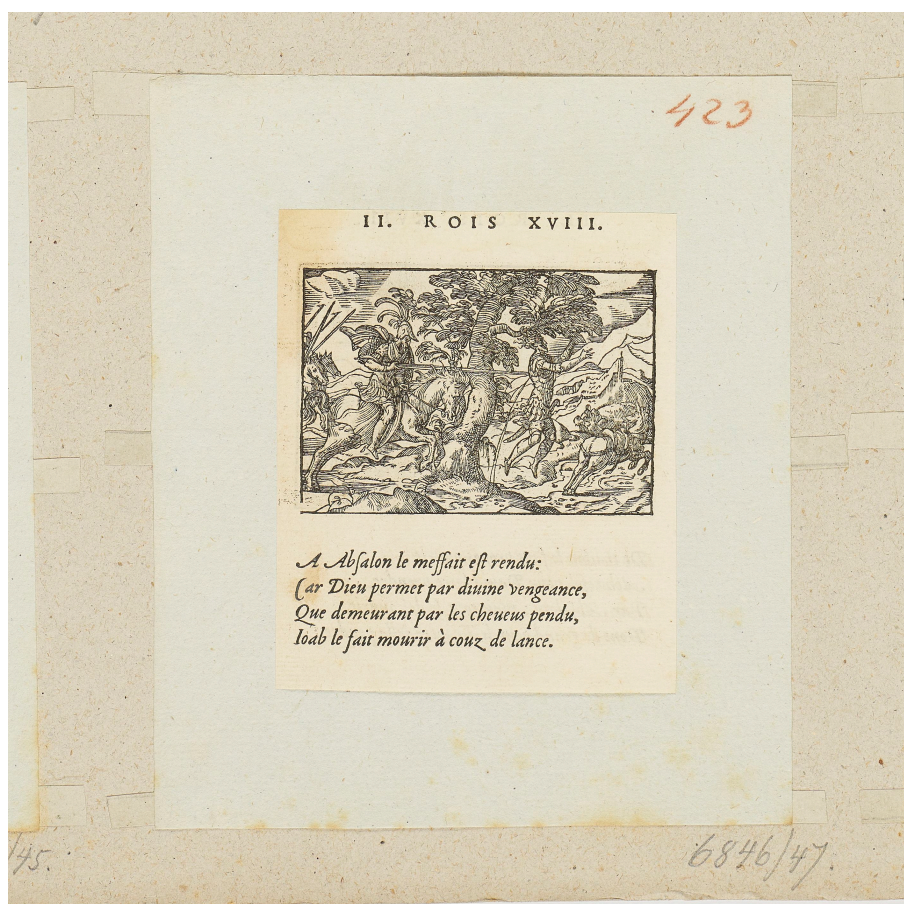 423
II. ROIS XVIII.
A Abſalon le meffait eſt rendu:
Car Dieu permet par diuine vengeance,
Que demeurant par les cheueus pendu,
Ioab le fait mourir à couz de lance.
/45.
6846/47.